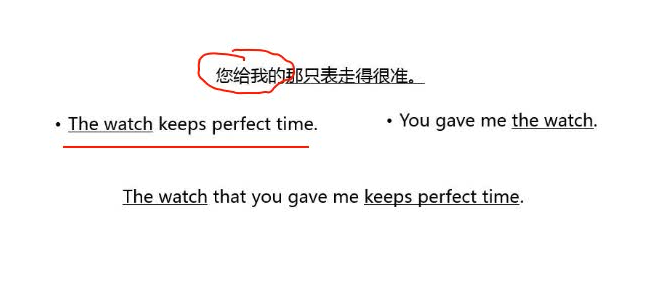 您给我的那只表走得很准。
• The watch keeps perfect time.
• You gave me the watch.
The watch that you gave me keeps perfect time.